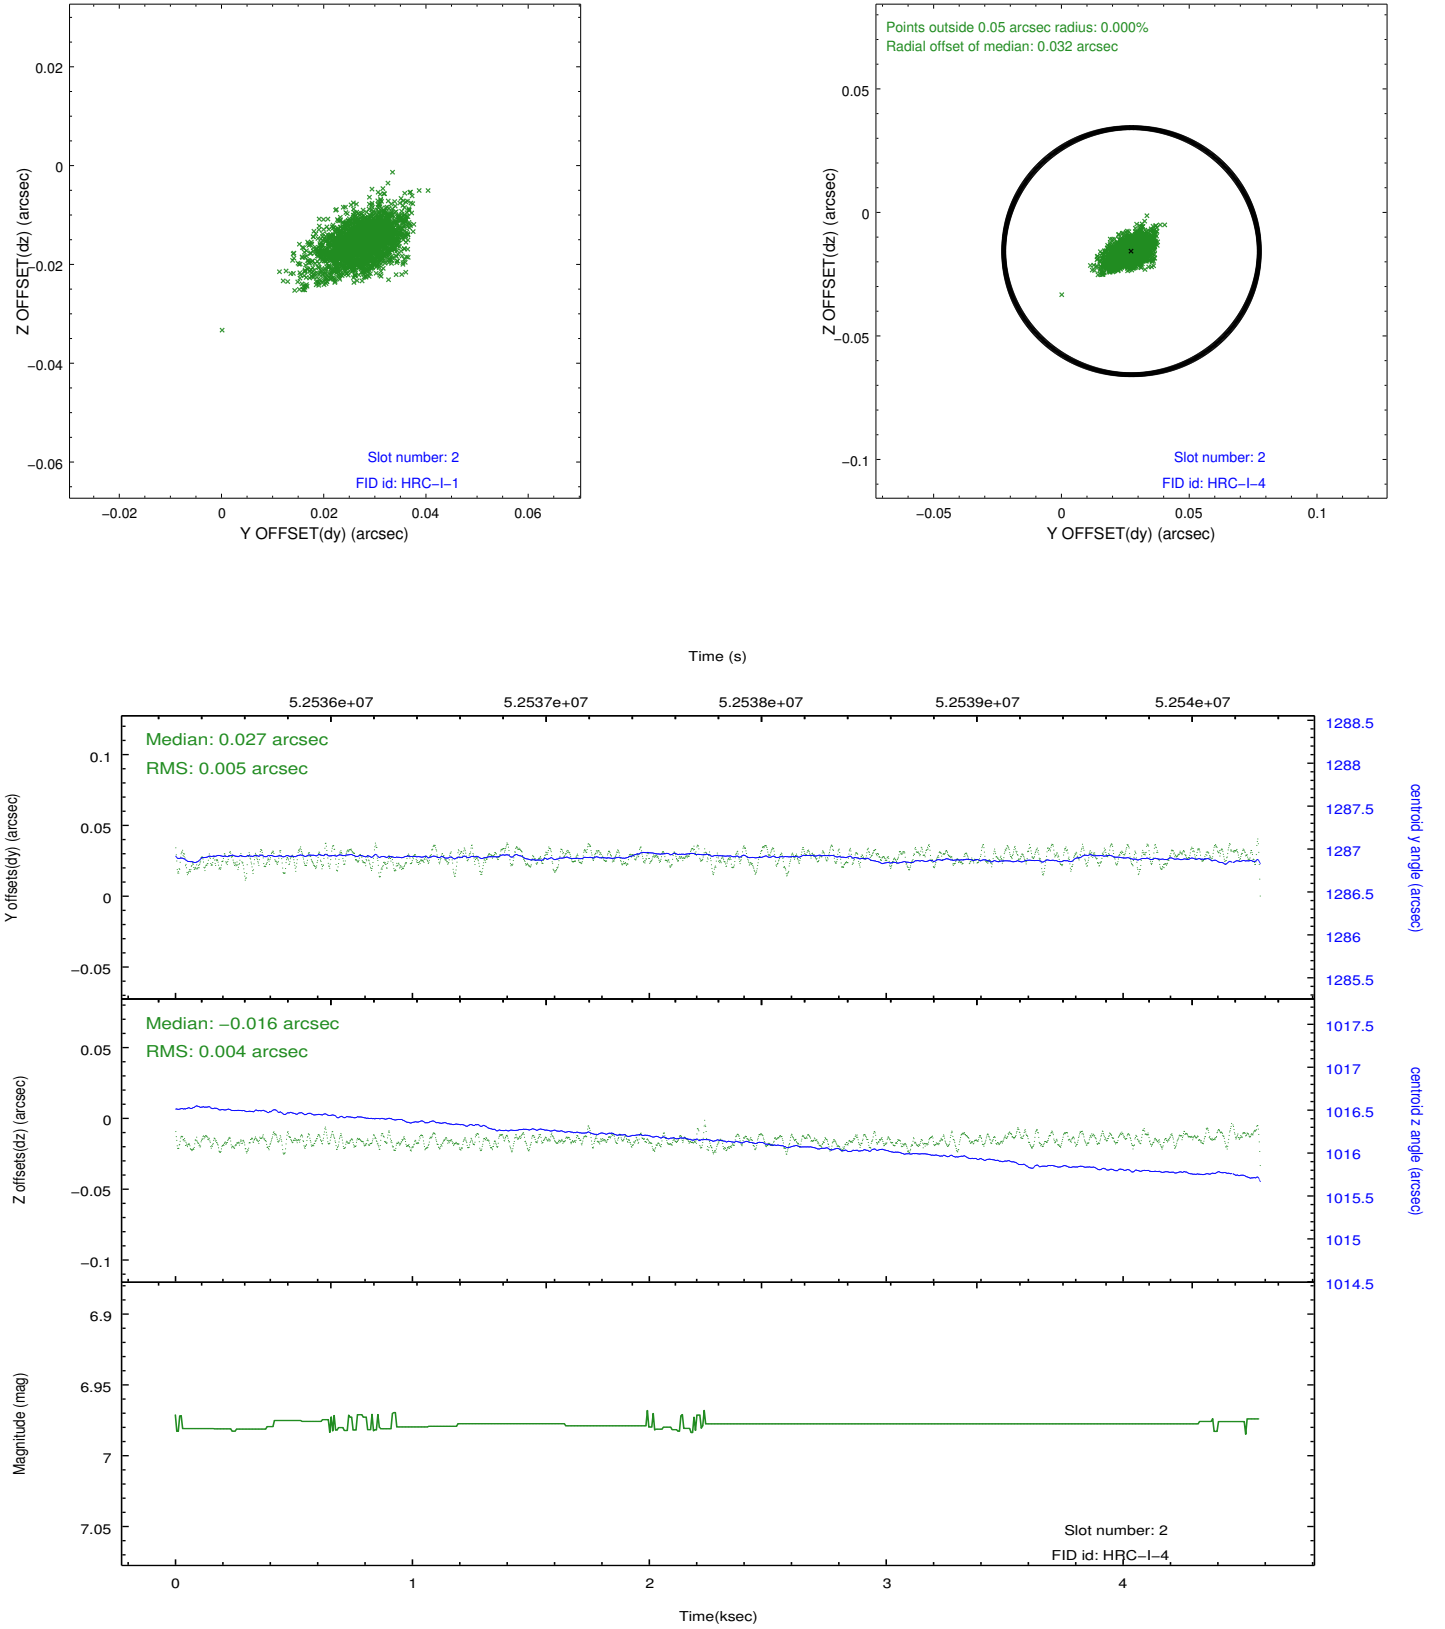 0.02
0
−0.02
−0.04
−0.06
Z OFFSET(dz) (arcsec)
Slot number: 2
FID id: HRC−I−1
−0.02
0
0.02
0.04
0.06
Y OFFSET(dy) (arcsec)
Points outside 0.05 arcsec radius: 0.000%
Radial offset of median: 0.032 arcsec
0.05
0
−0.05
−0.1
Z OFFSET(dz) (arcsec)
Slot number: 2
FID id: HRC−I−4
−0.05
0
0.05
0.1
Y OFFSET(dy) (arcsec)
Time (s)
5.2536e+07
5.2537e+07
5.2538e+07
5.2539e+07
5.254e+07
Median: 0.027 arcsec
RMS: 0.005 arcsec
0.1
0.05
0
−0.05
Y offsets(dy) (arcsec)
1288.5
1288
1287.5
1287
1286.5
1286
1285.5
centroid y angle (arcsec)
Median: −0.016 arcsec
RMS: 0.004 arcsec
0.05
0
−0.05
−0.1
Z offsets(dz) (arcsec)
1017.5
1017
1016.5
1016
1015.5
1015
1014.5
centroid z angle (arcsec)
6.9
6.95
7
7.05
Magnitude (mag)
Slot number: 2
FID id: HRC−I−4
0
1
2
3
4
Time(ksec)